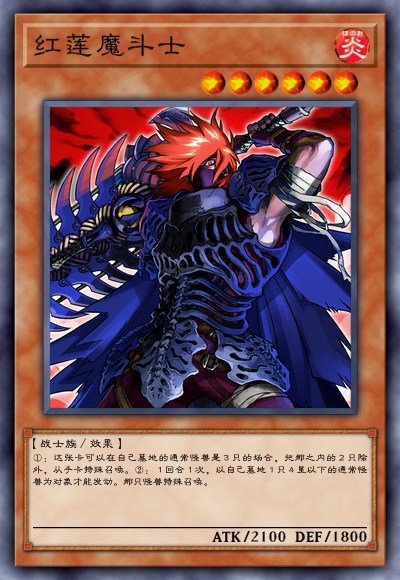 红莲魔斗士
ほのお
炎
【战士族／效果】
①：这张卡可以在自己墓地的通常怪兽是３只的场合，把那之内的２只除
外，从手卡特殊召唤。②：１回合１次，以自己墓地１只４星以下的通常怪
兽为对象才能发动。那只怪兽特殊召唤。
ATK/2100 DEF/1800